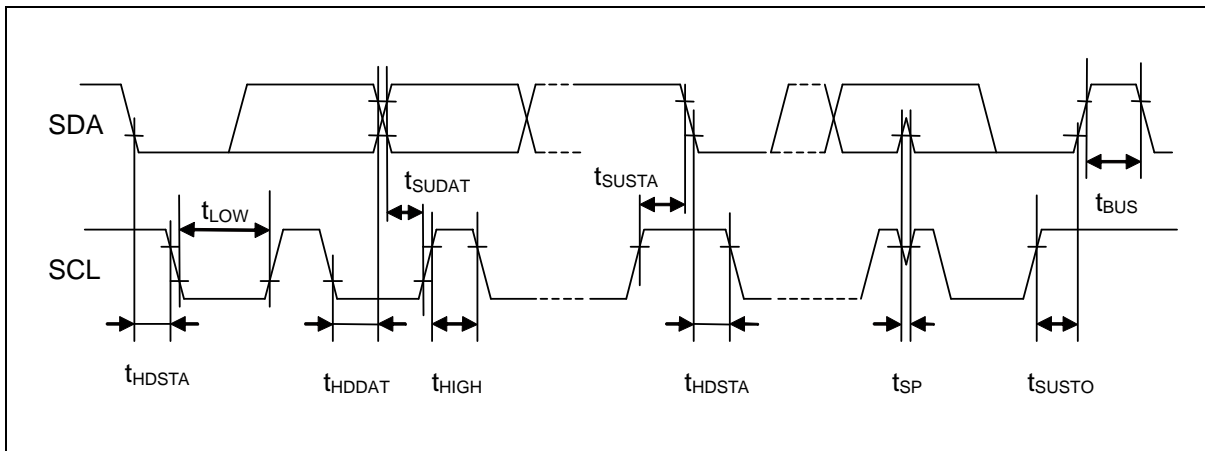 SDA
tSUDAT
tSUSTA
tLOW
tBUS
SCL
tHDSTA
tHDDAT
tHIGH
tHDSTA
tSP
tSUSTO